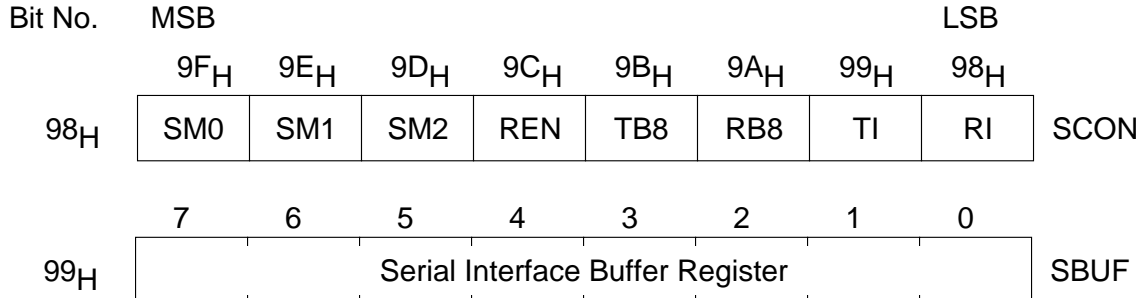 Bit No. MSB LSB
9FH 9EH 9DH 9CH 9BH 9AH 99H 98H
98H SM0 SM1 SM2 REN TB8 RB8 TI RI SCON
7 6 5 4 3 2 1 0
99H Serial Interface Buffer Register SBUF